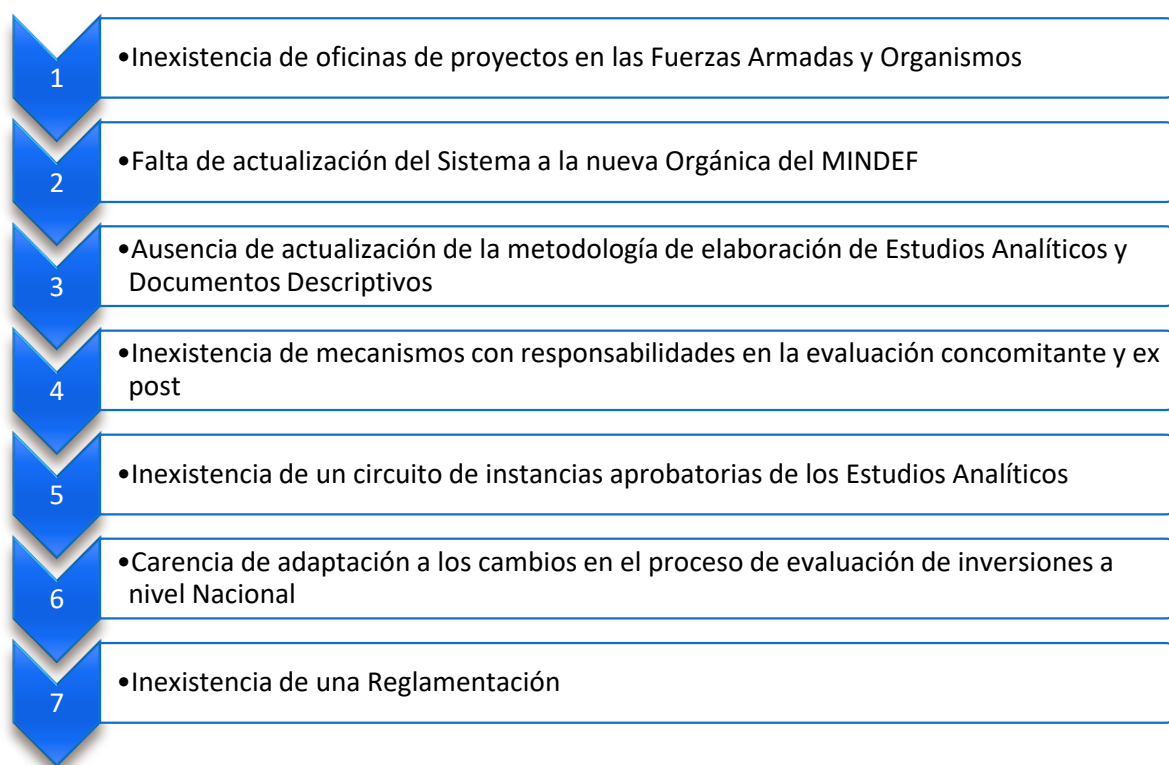 1
•Inexistencia de oficinas de proyectos en las Fuerzas Armadas y Organismos
2
•Falta de actualización del Sistema a la nueva Orgánica del MINDEF
3
•Ausencia de actualización de la metodología de elaboración de Estudios Analíticos y
Documentos Descriptivos
4
•Inexistencia de mecanismos con responsabilidades en la evaluación concomitante y ex
post
5
•Inexistencia de un circuito de instancias aprobatorias de los Estudios Analíticos
6
•Carencia de adaptación a los cambios en el proceso de evaluación de inversiones a
nivel Nacional
7
•Inexistencia de una Reglamentación